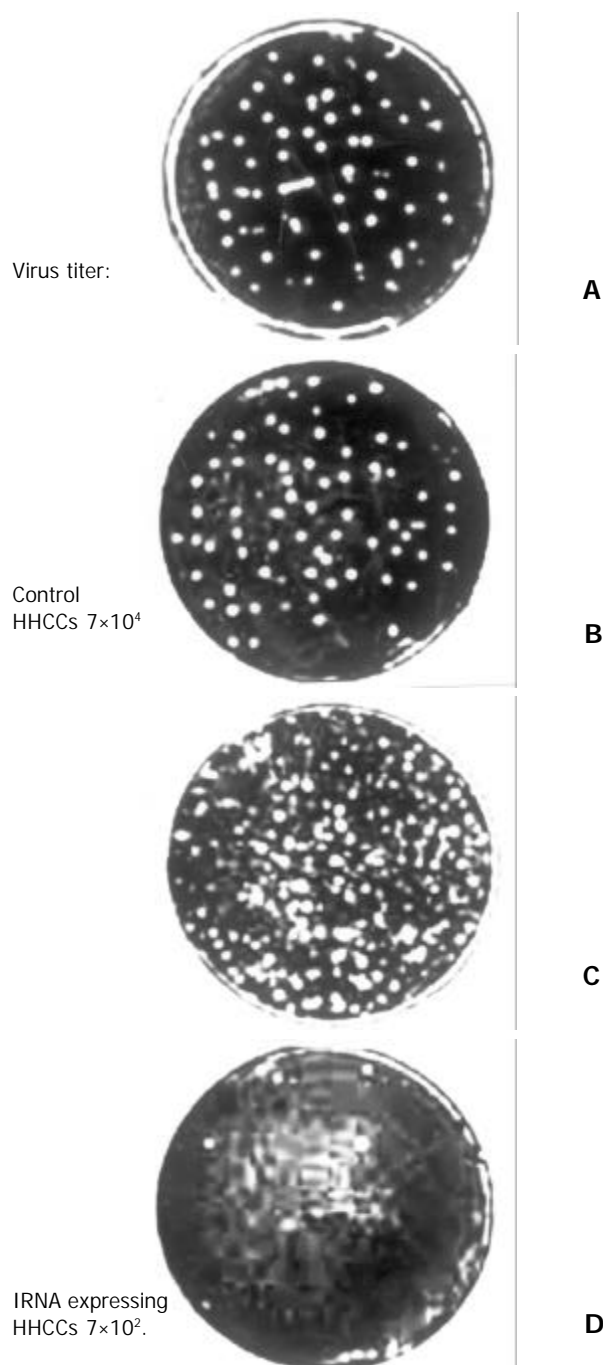 Virus titer:
A
Control
HHCCs 7×10⁴
B
C
IRNA expressing
HHCCs 7×10².
D